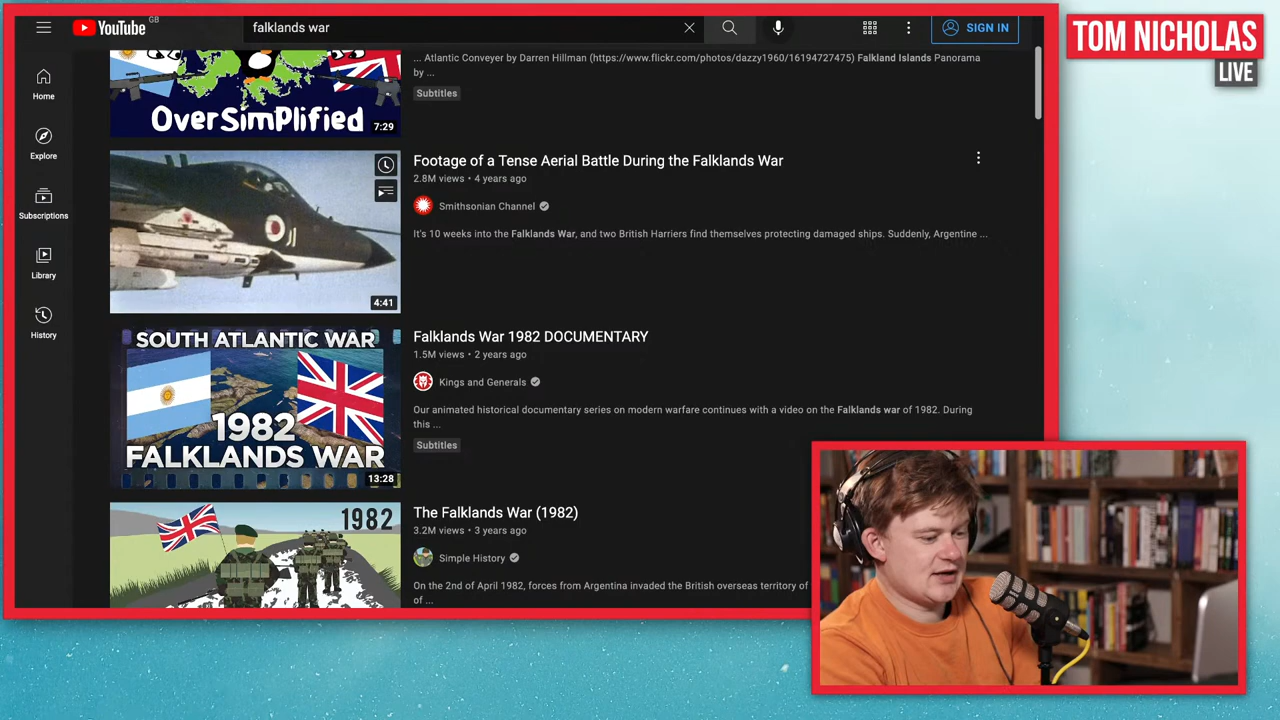 YouTube GB
falklands war
SIGN IN
TOM NICHOLAS
LIVE
Home
Explore
Subscriptions
Library
History
OverSimplified
7:29
... Atlantic Conveyer by Darren Hillman (https://www.flickr.com/photos/dazzy1960/16194727475) Falkland Islands Panorama
by ...
Subtitles
4:41
Footage of a Tense Aerial Battle During the Falklands War
2.8M views • 4 years ago
Smithsonian Channel
It's 10 weeks into the Falklands War, and two British Harriers find themselves protecting damaged ships. Suddenly, Argentine ...
SOUTH ATLANTIC WAR
1982
FALKLANDS WAR
13:28
Falklands War 1982 DOCUMENTARY
1.5M views • 2 years ago
Kings and Generals
Our animated historical documentary series on modern warfare continues with a video on the Falklands war of 1982. During
this ...
Subtitles
1982
The Falklands War (1982)
3.2M views • 3 years ago
Simple History
On the 2nd of April 1982, forces from Argentina invaded the British overseas territory of
of ...